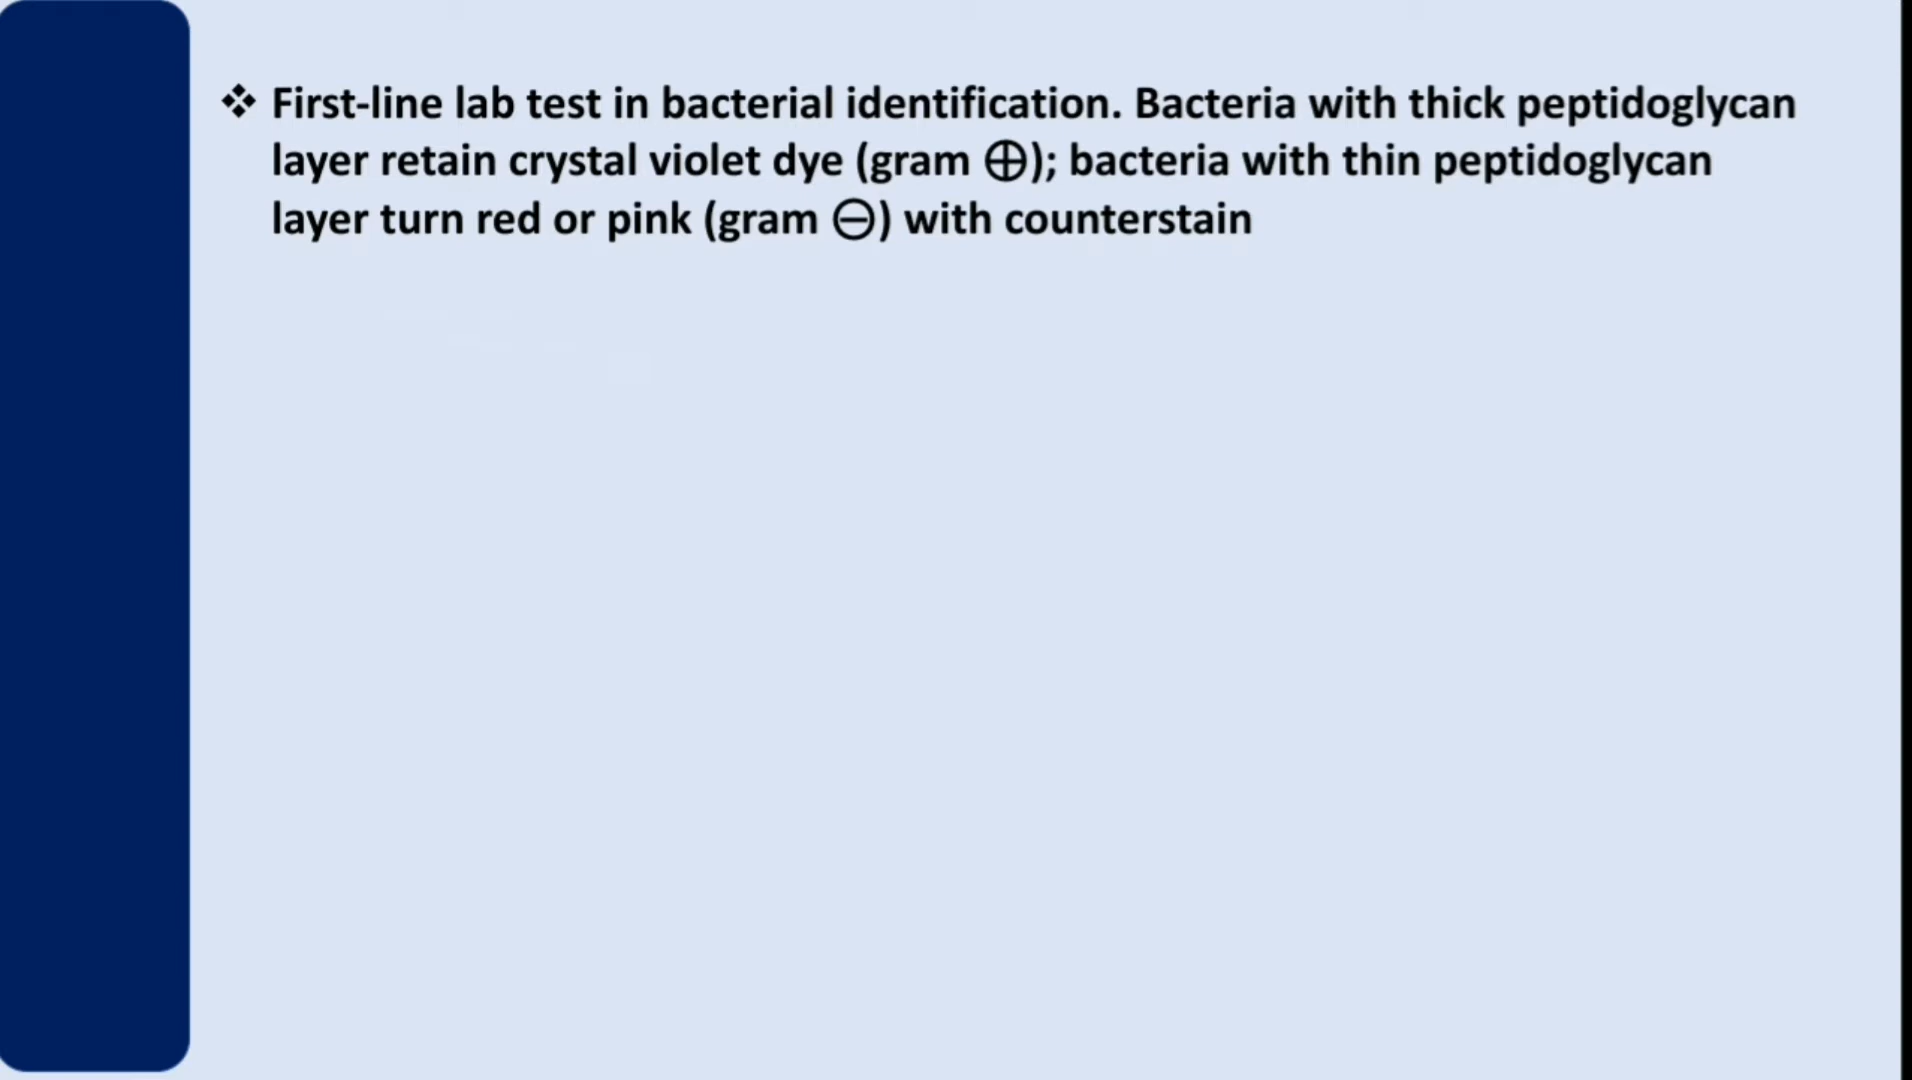 ❖ First-line lab test in bacterial identification. Bacteria with thick peptidoglycan
layer retain crystal violet dye (gram ⊕); bacteria with thin peptidoglycan
layer turn red or pink (gram ⊖) with counterstain